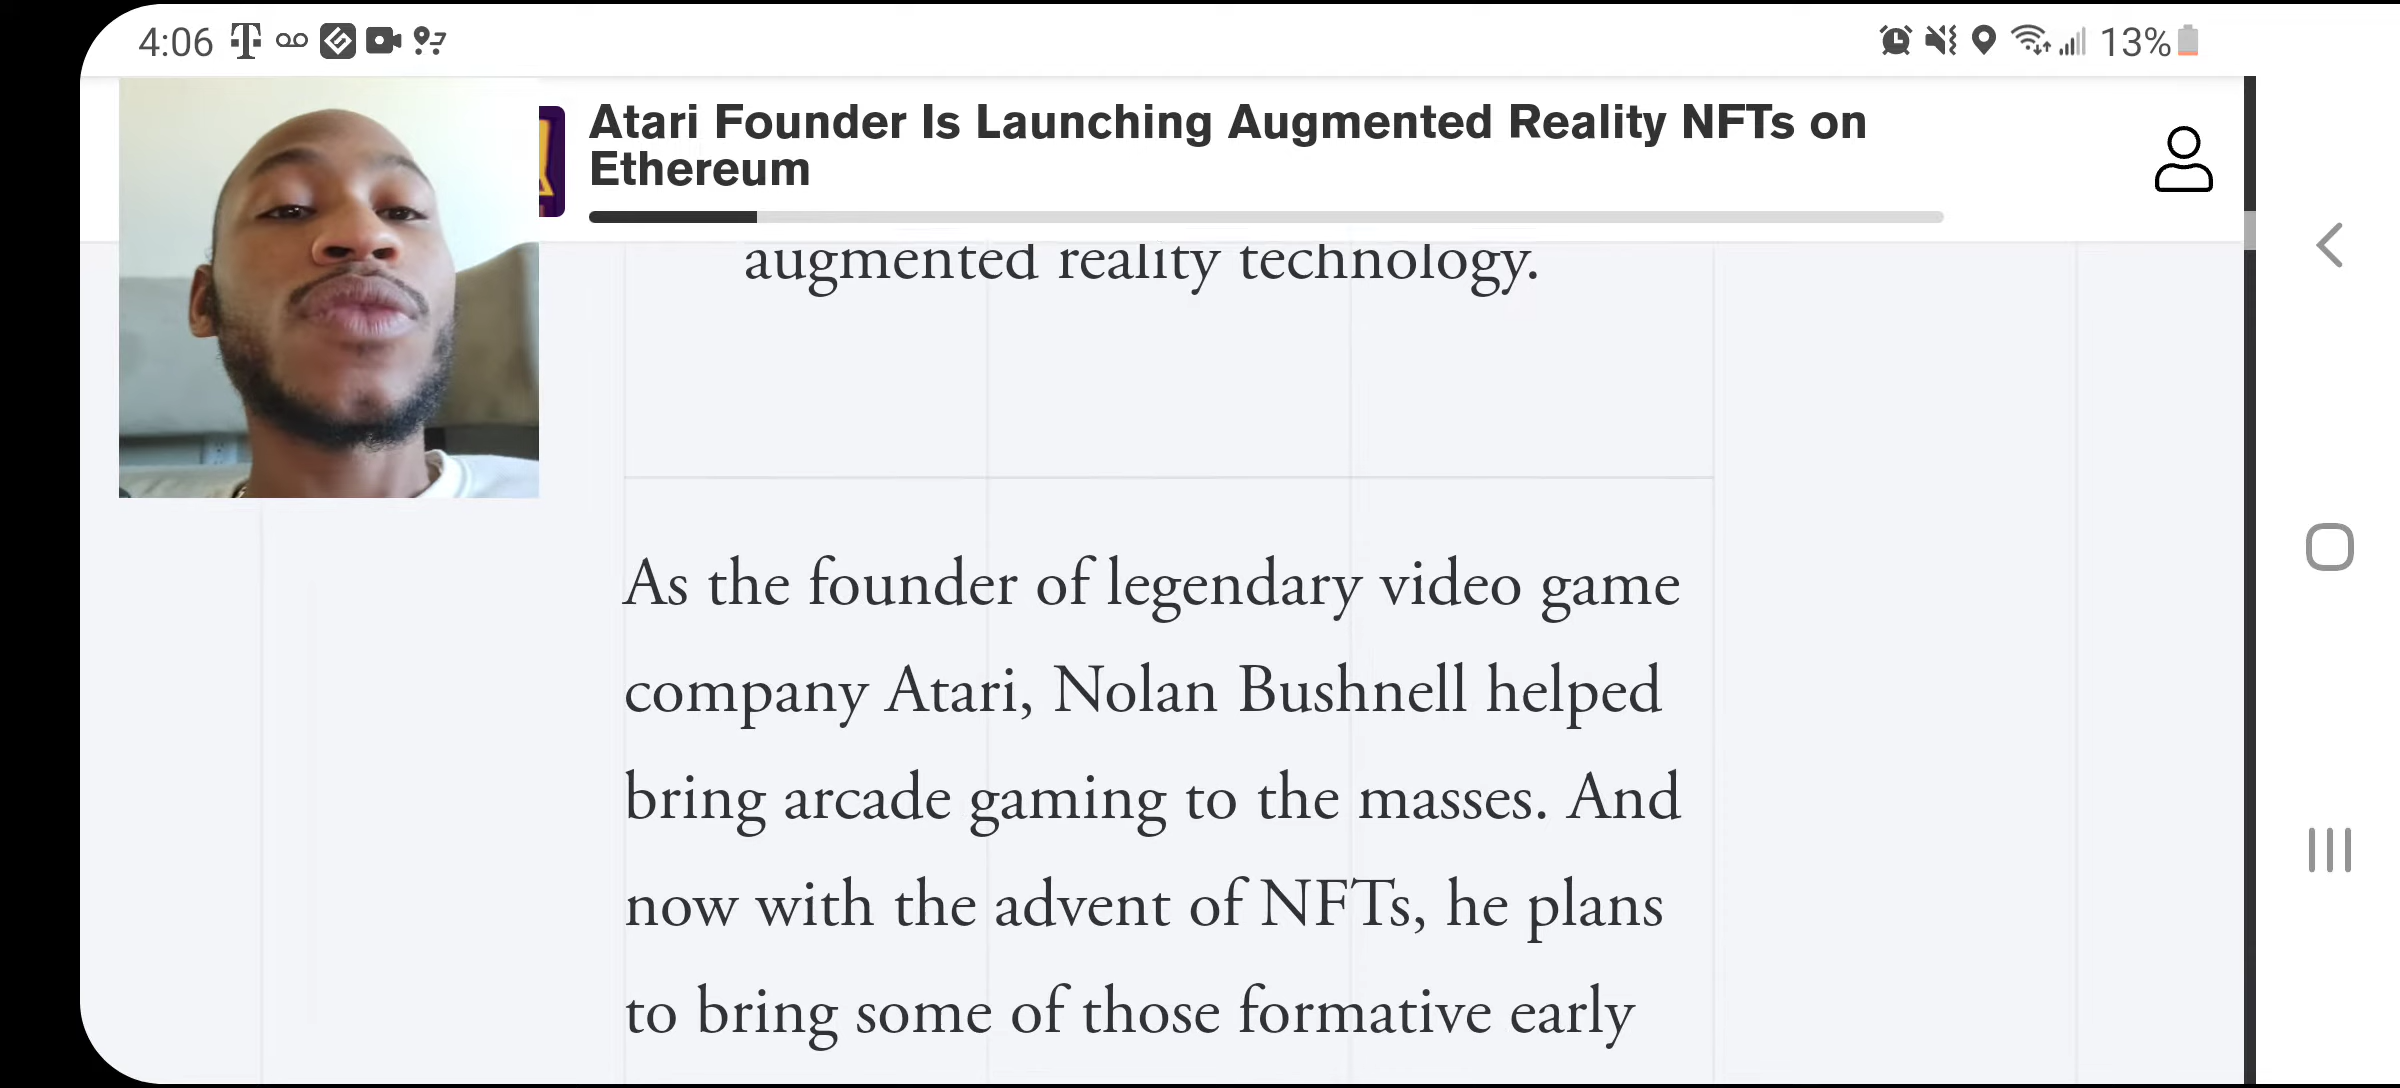 4:06
13%
Atari Founder Is Launching Augmented Reality NFTs on
Ethereum
augmented reality technology.
As the founder of legendary video game
company Atari, Nolan Bushnell helped
bring arcade gaming to the masses. And
now with the advent of NFTs, he plans
to bring some of those formative early